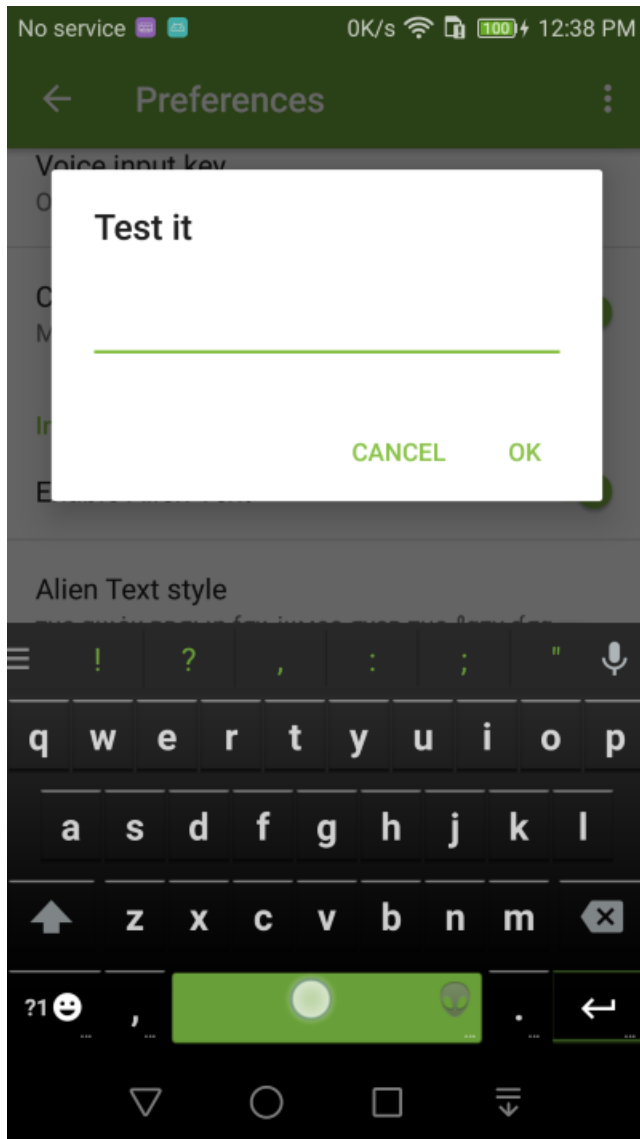 No service 0K/s 100 12:38 PM
Preferences
Voice input key
O
Test it
C
M
CANCEL OK
In
E
Alien Text style
! ? , : ; "
q w e r t y u i o p
a s d f g h j k l
z x c v b n m
?1 , .